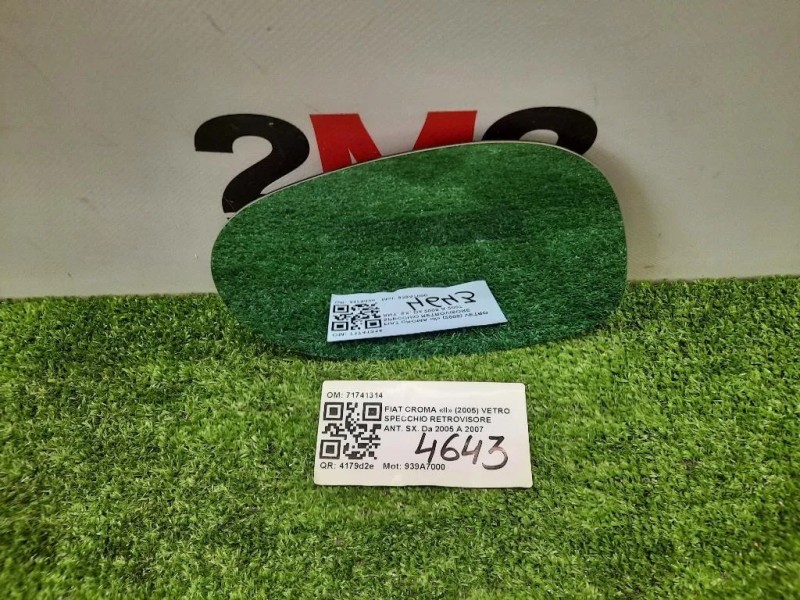 2M2
OM: 71741314
FIAT CROMA «II» (2005) VETRO
SPECCHIO RETROVISORE
ANT. SX. Da 2005 A 2007
4643
QR: 4179d2e Mot: 939A7000